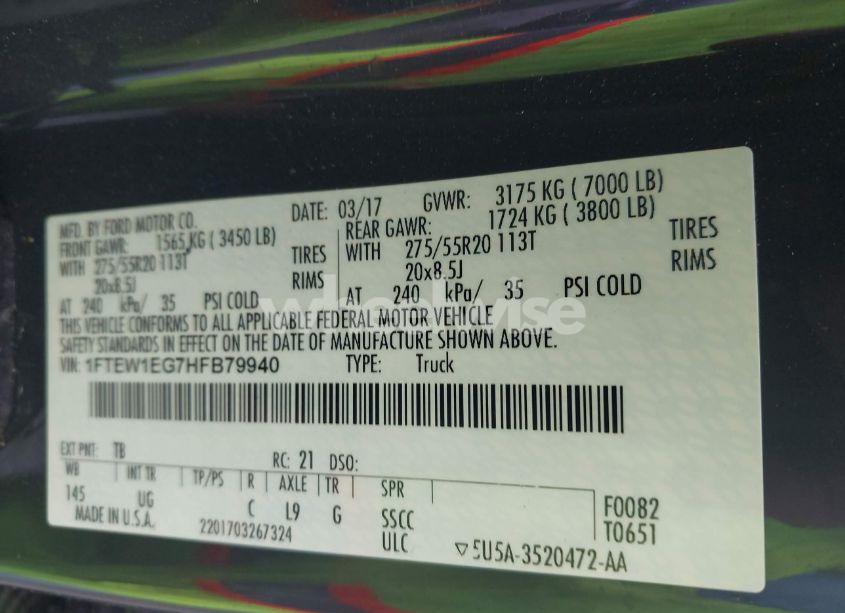 MFD. BY FORD MOTOR CO.
DATE: 03/17
GVWR: 3175 KG ( 7000 LB)
FRONT GAWR: 1565 KG ( 3450 LB)
WITH 275/55R20 113T TIRES
20x8.5J RIMS
AT 240 kPa/ 35 PSI COLD
REAR GAWR: 1724 KG ( 3800 LB)
WITH 275/55R20 113T TIRES
20x8.5J RIMS
AT 240 kPa/ 35 PSI COLD
THIS VEHICLE CONFORMS TO ALL APPLICABLE FEDERAL MOTOR VEHICLE
SAFETY STANDARDS IN EFFECT ON THE DATE OF MANUFACTURE SHOWN ABOVE.
VIN: 1FTEW1EG7HFB79940 TYPE: Truck
EXT PNT: TB RC: 21 DSO:
WB INT TR TP/PS R AXLE TR SPR
145 UG C L9 G SSCC
ULC
F0082
T0651
MADE IN U.S.A.
2201703267324
▽5U5A-3520472-AA